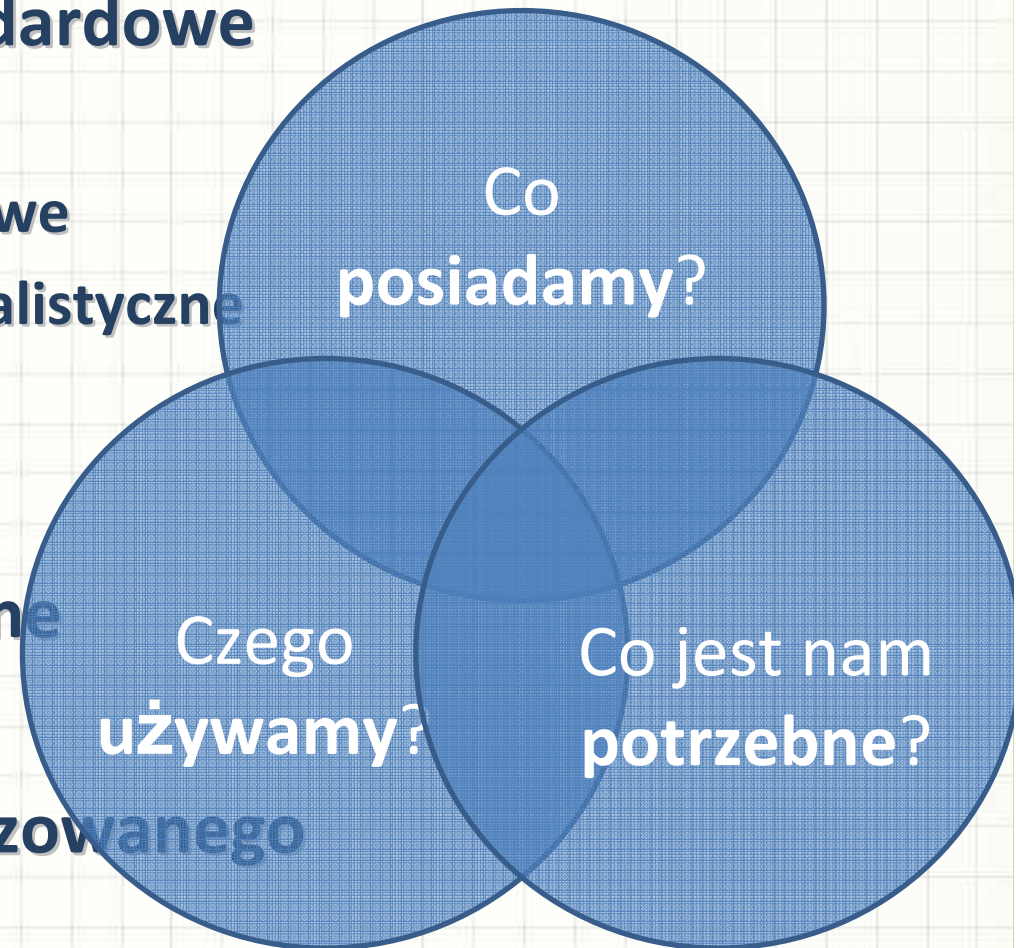 dardowe
we
alistyczne
ne
zowanego
Co
posiadamy?
Czego
używamy?
Co jest nam
potrzebne?